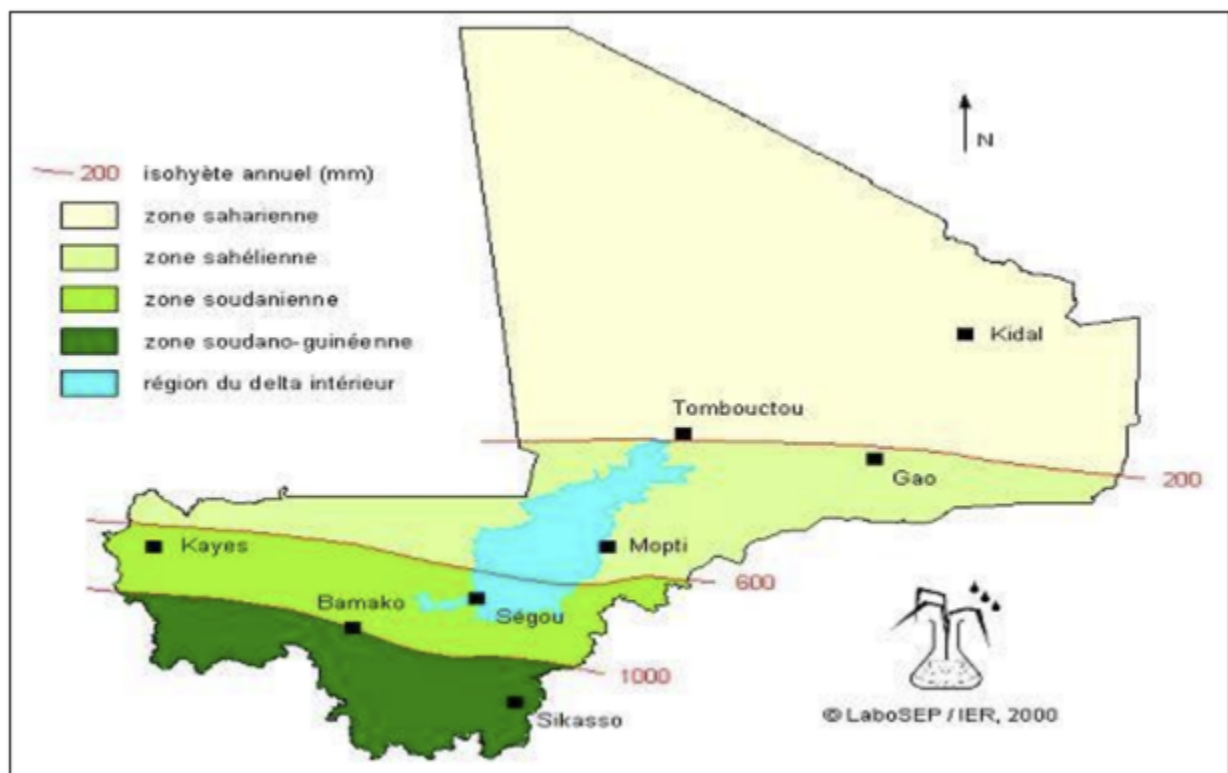 200 isohyète annuel (mm)
zone saharienne
zone sahélienne
zone soudanienne
zone soudano-guinéenne
région du delta intérieur
N
Kidal
Tombouctou
Gao
200
Kayes
Mopti
600
Bamako
Ségou
1000
Sikasso
© LaboSEP / IER, 2000